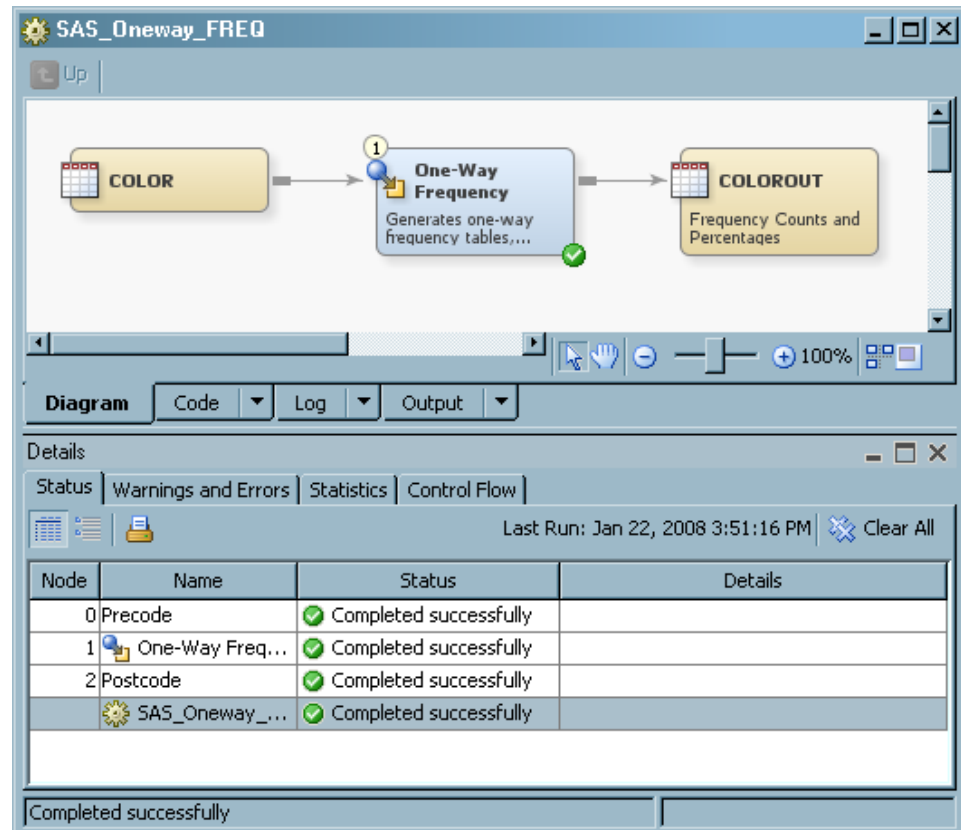 SAS_Oneway_FREQ
Up
COLOR
1
One-Way
Frequency
Generates one-way
frequency tables,...
COLOROUT
Frequency Counts and
Percentages
100%
Diagram
Code
Log
Output
Details
Status
Warnings and Errors
Statistics
Control Flow
Last Run: Jan 22, 2008 3:51:16 PM
Clear All
Node Name Status Details
0 Precode Completed successfully
1 One-Way Freq... Completed successfully
2 Postcode Completed successfully
SAS_Oneway_... Completed successfully
Completed successfully